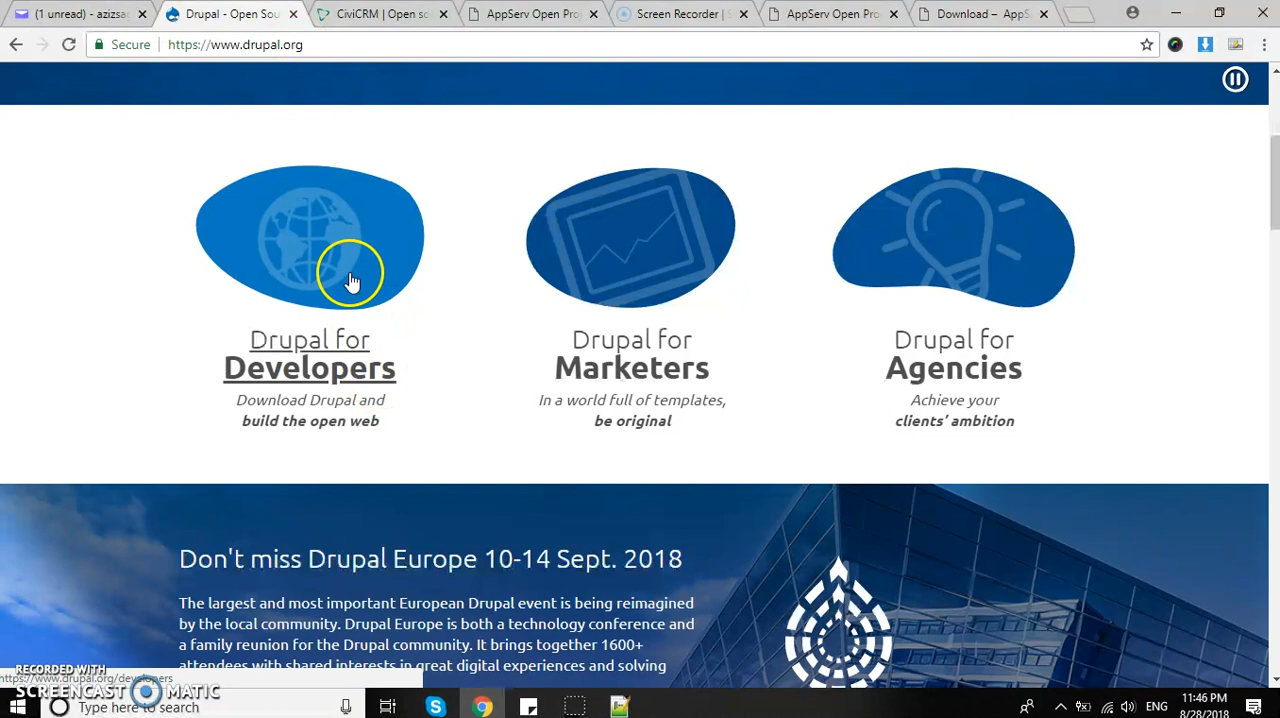 (1 unread) - azizsag
Drupal - Open Sou
CiviCRM | Open so
AppServ Open Pro
Screen Recorder |
AppServ Open Pro
Download – AppS
Secure
https://www.drupal.org
Drupal for
Developers
Download Drupal and
build the open web
Drupal for
Marketers
In a world full of templates,
be original
Drupal for
Agencies
Achieve your
clients’ ambition
Don't miss Drupal Europe 10-14 Sept. 2018
The largest and most important European Drupal event is being reimagined
by the local community. Drupal Europe is both a technology conference and
a family reunion for the Drupal community. It brings together 1600+
attendees with shared interests in great digital experiences and solving
https://www.drupal.org/developers
RECORDED WITH
SCREENCAST MATIC
Type here to search
ENG
11:46 PM
8/28/2018